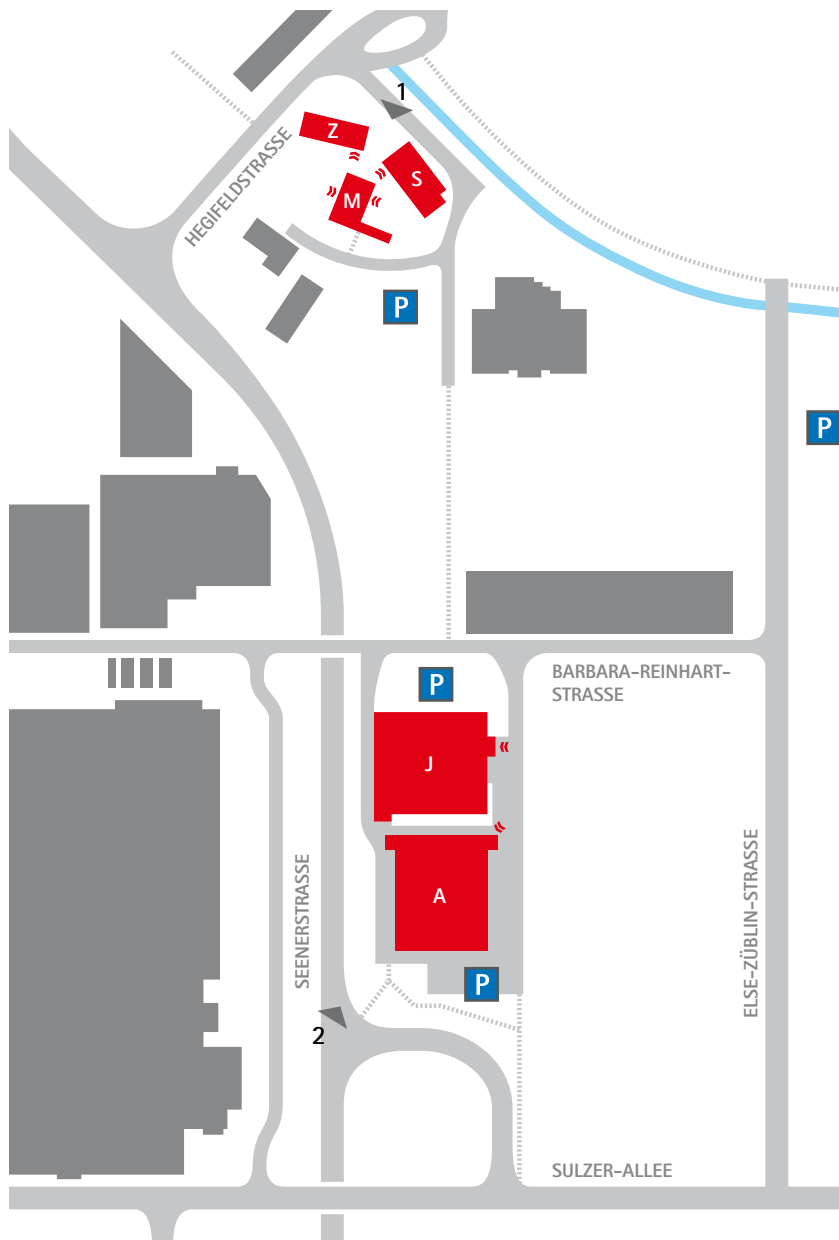 1
Z
S
M
HEGIFELDSTRASSE
P
P
BARBARA-REINHART-
STRASSE
P
J
A
SEENERSTRASSE
ELSE-ZÜBLIN-STRASSE
P
2
SULZER-ALLEE